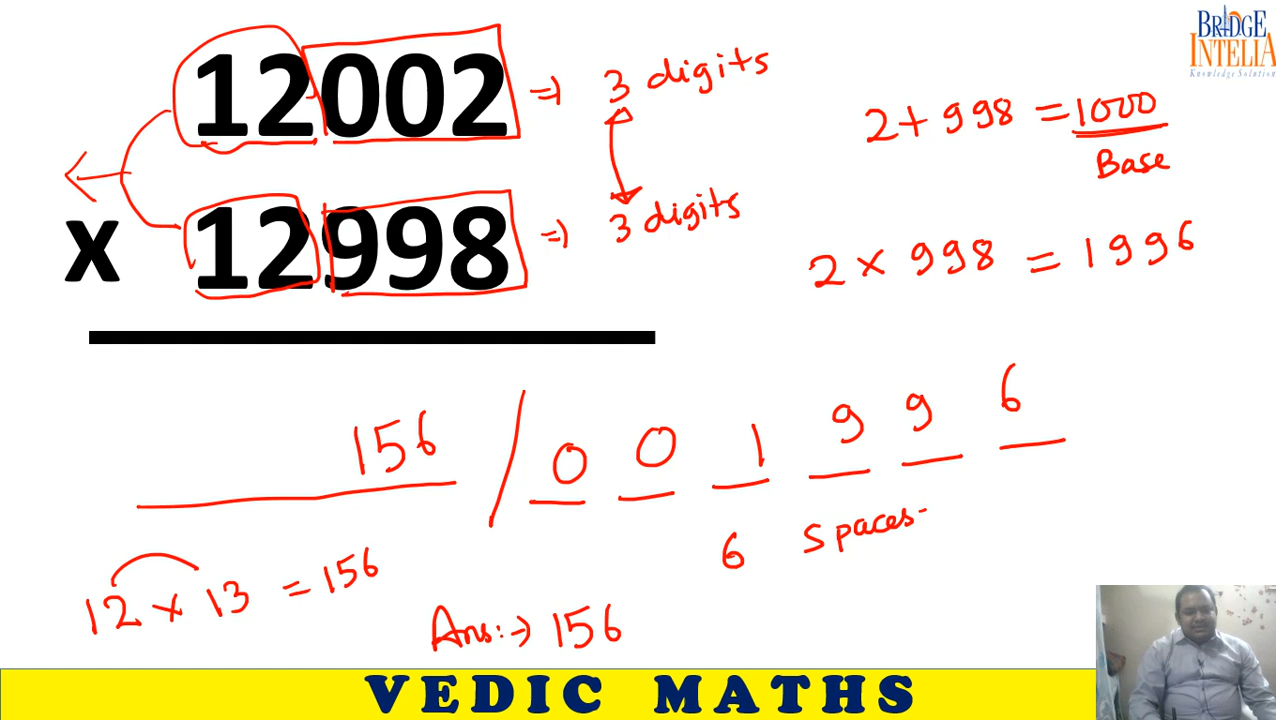 BRIDGE
INTELIA
Knowledge Solution
12002 => 3 digits
2 + 998 = 1000
Base
x 12998 => 3 digits
2 x 998 = 1996
156 / 0 0 1 9 9 6
6 Spaces-
12 x 13 = 156
Ans:-> 156
VEDIC MATHS